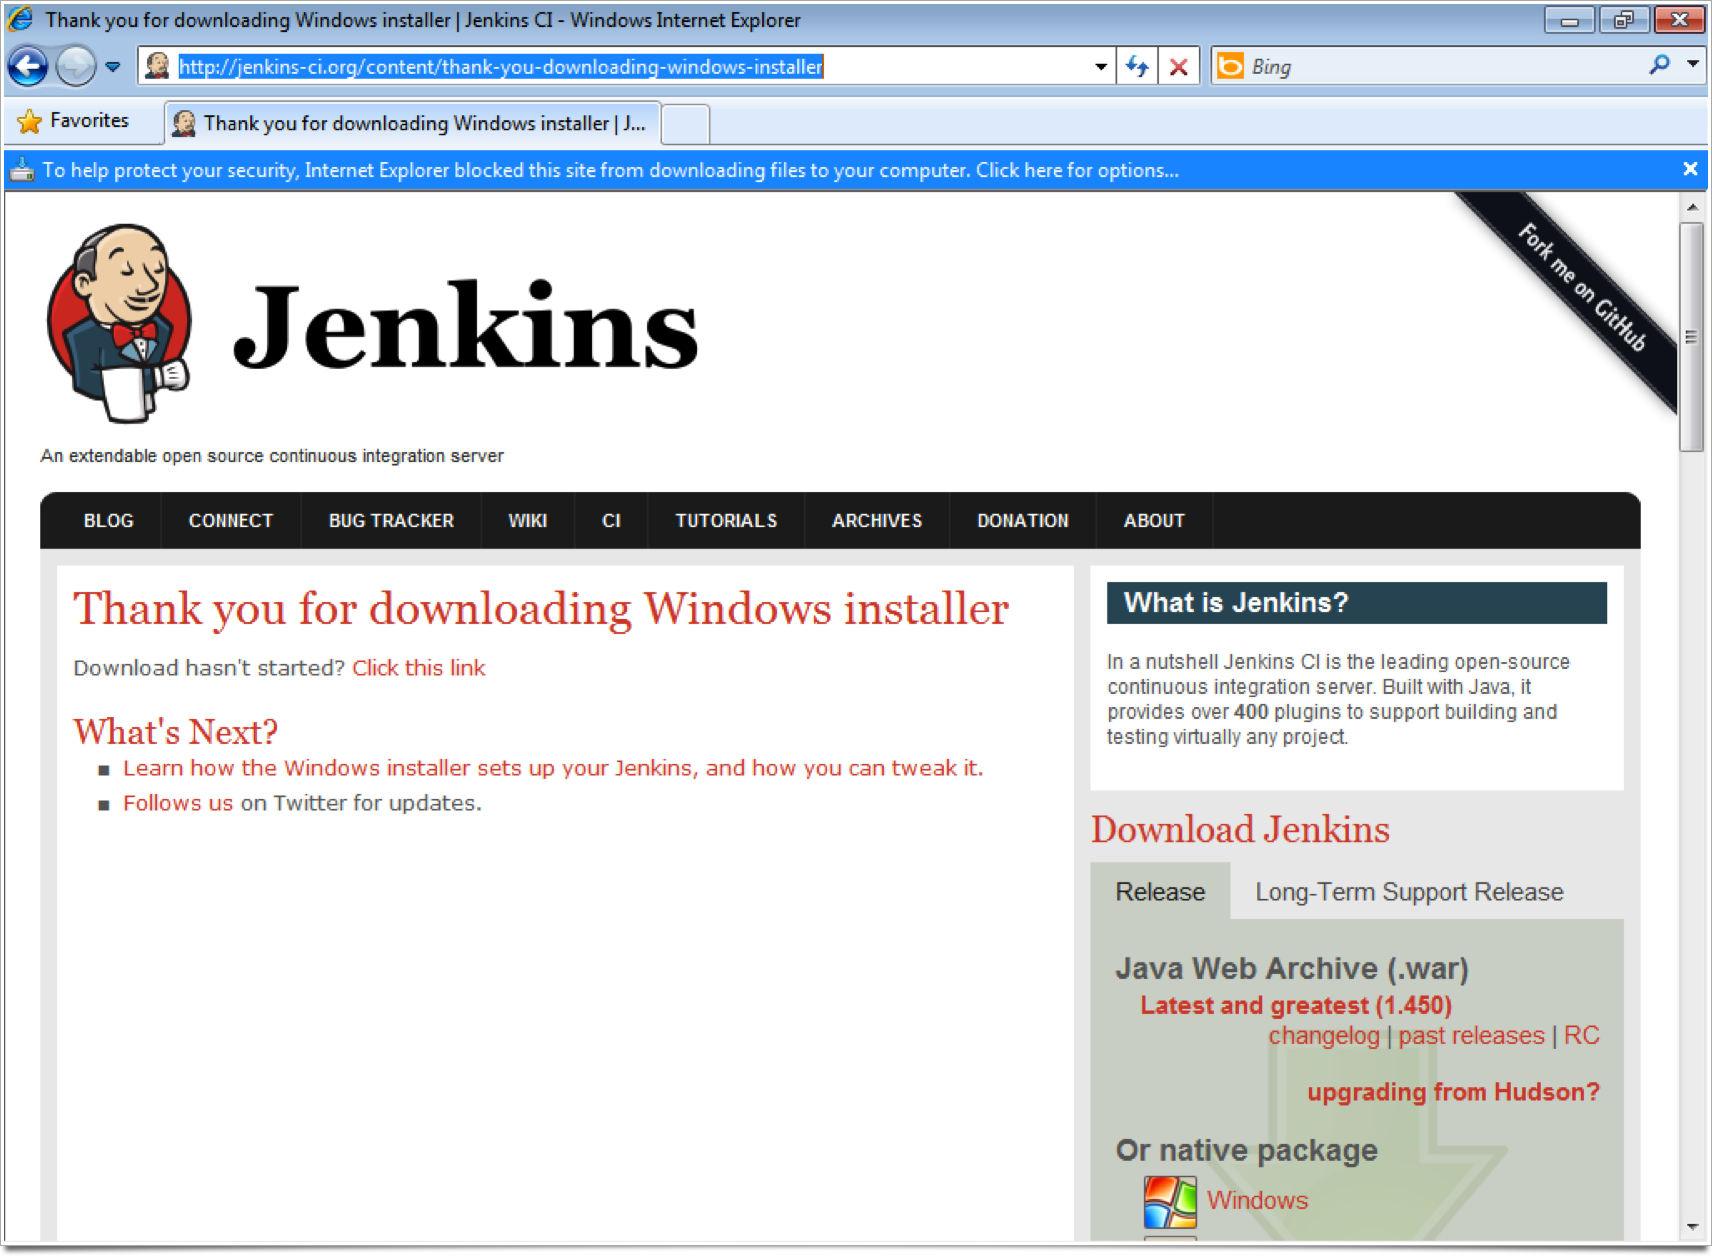 Thank you for downloading Windows installer | Jenkins CI - Windows Internet Explorer
http://jenkins-ci.org/content/thank-you-downloading-windows-installer
Bing
Favorites
Thank you for downloading Windows installer | J...
To help protect your security, Internet Explorer blocked this site from downloading files to your computer. Click here for options...
Fork me on GitHub
Jenkins
An extendable open source continuous integration server
BLOG CONNECT BUG TRACKER WIKI CI TUTORIALS ARCHIVES DONATION ABOUT
Thank you for downloading Windows installer
Download hasn't started? Click this link
What's Next?
Learn how the Windows installer sets up your Jenkins, and how you can tweak it.
Follows us on Twitter for updates.
What is Jenkins?
In a nutshell Jenkins CI is the leading open-source
continuous integration server. Built with Java, it
provides over 400 plugins to support building and
testing virtually any project.
Download Jenkins
Release Long-Term Support Release
Java Web Archive (.war)
Latest and greatest (1.450)
changelog | past releases | RC
upgrading from Hudson?
Or native package
Windows